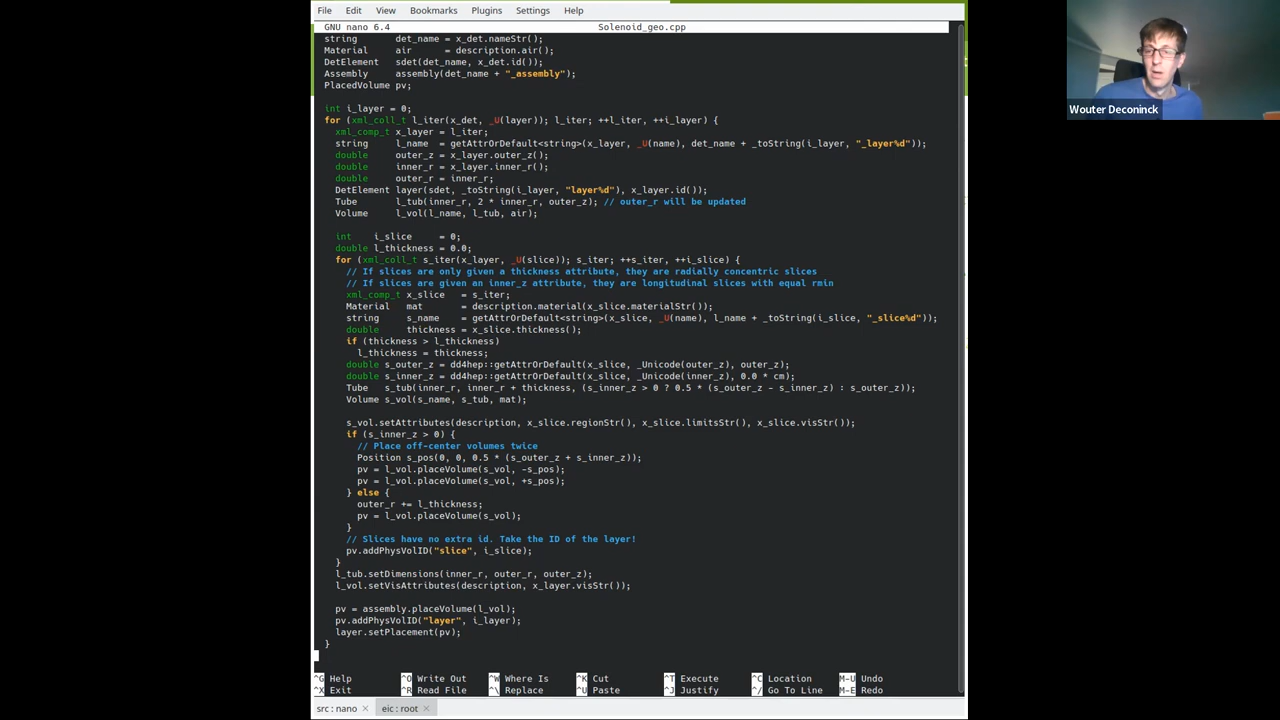 File Edit View Bookmarks Plugins Settings Help
GNU nano 6.4 Solenoid_geo.cpp
string det_name = x_det.nameStr();
Material air = description.air();
DetElement sdet(det_name, x_det.id());
Assembly assembly(det_name + "_assembly");
PlacedVolume pv;
int i_layer = 0;
for (xml_coll_t l_iter(x_det, _U(layer)); l_iter; ++l_iter, ++i_layer) {
xml_comp_t x_layer = l_iter;
string l_name = getAttrOrDefault<string>(x_layer, _U(name), det_name + _toString(i_layer, "_layer%d"));
double outer_z = x_layer.outer_z();
double inner_r = x_layer.inner_r();
double outer_r = inner_r;
DetElement layer(sdet, _toString(i_layer, "layer%d"), x_layer.id());
Tube l_tub(inner_r, 2 * inner_r, outer_z); // outer_r will be updated
Volume l_vol(l_name, l_tub, air);
int i_slice = 0;
double l_thickness = 0.0;
for (xml_coll_t s_iter(x_layer, _U(slice)); s_iter; ++s_iter, ++i_slice) {
// If slices are only given a thickness attribute, they are radially concentric slices
// If slices are given an inner_z attribute, they are longitudinal slices with equal rmin
xml_comp_t x_slice = s_iter;
Material mat = description.material(x_slice.materialStr());
string s_name = getAttrOrDefault<string>(x_slice, _U(name), l_name + _toString(i_slice, "_slice%d"));
double thickness = x_slice.thickness();
if (thickness > l_thickness)
l_thickness = thickness;
double s_outer_z = dd4hep::getAttrOrDefault(x_slice, _Unicode(outer_z), outer_z);
double s_inner_z = dd4hep::getAttrOrDefault(x_slice, _Unicode(inner_z), 0.0 * cm);
Tube s_tub(inner_r, inner_r + thickness, (s_inner_z > 0 ? 0.5 * (s_outer_z - s_inner_z) : s_outer_z));
Volume s_vol(s_name, s_tub, mat);
s_vol.setAttributes(description, x_slice.regionStr(), x_slice.limitsStr(), x_slice.visStr());
if (s_inner_z > 0) {
// Place off-center volumes twice
Position s_pos(0, 0, 0.5 * (s_outer_z + s_inner_z));
pv = l_vol.placeVolume(s_vol, -s_pos);
pv = l_vol.placeVolume(s_vol, +s_pos);
} else {
outer_r += l_thickness;
pv = l_vol.placeVolume(s_vol);
}
// Slices have no extra id. Take the ID of the layer!
pv.addPhysVolID("slice", i_slice);
}
l_tub.setDimensions(inner_r, outer_r, outer_z);
l_vol.setVisAttributes(description, x_layer.visStr());
pv = assembly.placeVolume(l_vol);
pv.addPhysVolID("layer", i_layer);
layer.setPlacement(pv);
}
^G Help ^O Write Out ^W Where Is ^K Cut ^T Execute ^C Location M-U Undo
^X Exit ^R Read File ^\ Replace ^U Paste ^J Justify ^/ Go To Line M-E Redo
src : nano eic : root
Wouter Deconinck